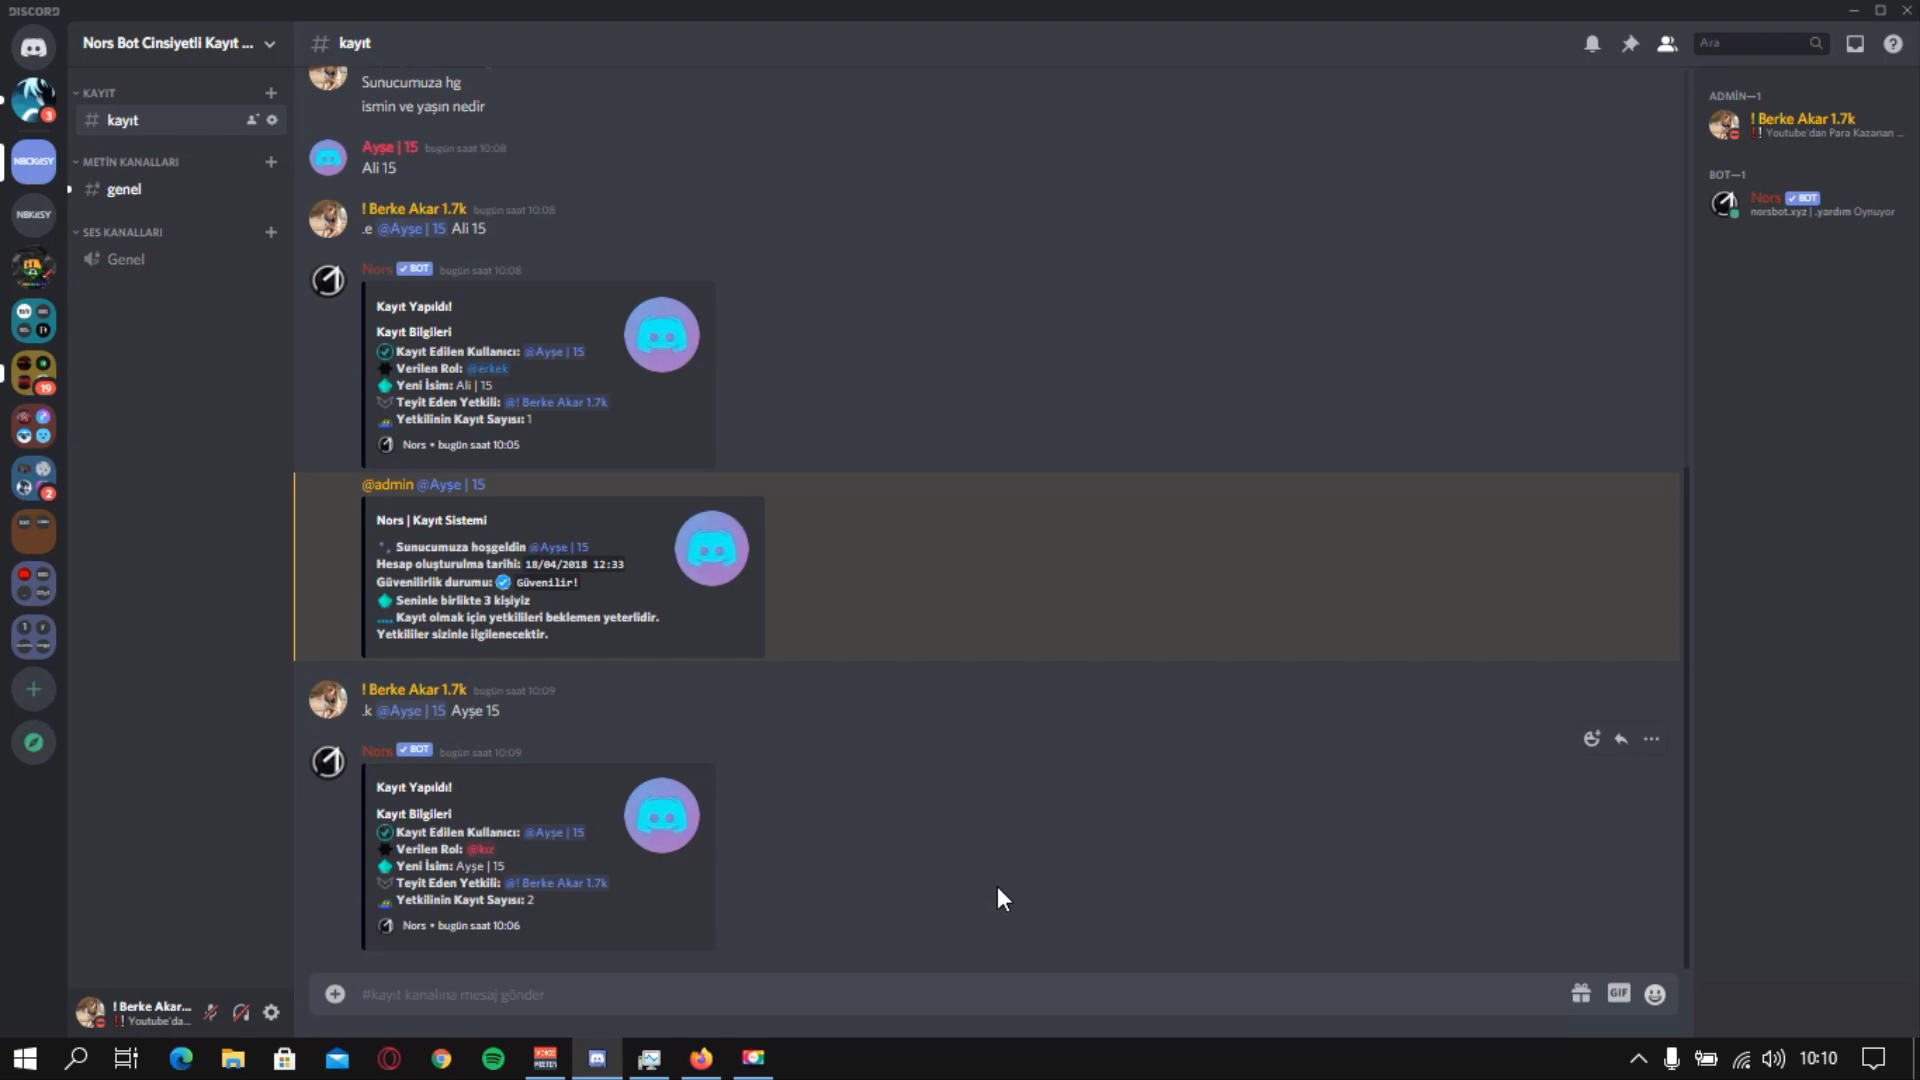 DISCORD
Nors Bot Cinsiyetli Kayıt ...
kayıt
Ara
KAYIT
kayıt
METİN KANALLARI
genel
SES KANALLARI
Genel
3
NBCKASY
NBKASY
19
2
Sunucumuza hg
ismin ve yaşın nedir
Ayşe | 15 bugün saat 10:08
Ali 15
! Berke Akar 1.7k bugün saat 10:08
.e @Ayşe | 15 Ali 15
Nors BOT bugün saat 10:08
Kayıt Yapıldı!
Kayıt Bilgileri
Kayıt Edilen Kullanıcı: @Ayşe | 15
Verilen Rol: @erkek
Yeni İsim: Ali | 15
Teyit Eden Yetkili: @! Berke Akar 1.7k
Yetkilinin Kayıt Sayısı: 1
Nors • bugün saat 10:05
@admin @Ayşe | 15
Nors | Kayıt Sistemi
Sunucumuza hoşgeldin @Ayşe | 15
Hesap oluşturulma tarihi: 18/04/2018 12:33
Güvenilirlik durumu: Güvenilir!
Seninle birlikte 3 kişiyiz
Kayıt olmak için yetkilileri beklemen yeterlidir.
Yetkililer sizinle ilgilenecektir.
! Berke Akar 1.7k bugün saat 10:09
.k @Ayşe | 15 Ayşe 15
Nors BOT bugün saat 10:09
Kayıt Yapıldı!
Kayıt Bilgileri
Kayıt Edilen Kullanıcı: @Ayşe | 15
Verilen Rol: @kız
Yeni İsim: Ayşe | 15
Teyit Eden Yetkili: @! Berke Akar 1.7k
Yetkilinin Kayıt Sayısı: 2
Nors • bugün saat 10:06
#kayıt kanalına mesaj gönder
GIF
ADMİN—1
! Berke Akar 1.7k
!! Youtube'dan Para Kazanan ...
BOT—1
Nors BOT
norsbot.xyz | .yardım Oynuyor
! Berke Akar...
!! Youtube'da...
10:10